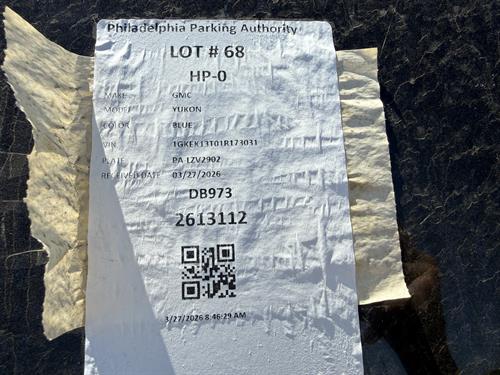 Philadelphia Parking Authority
LOT # 68
HP-0
MAKE GMC
MODEL YUKON
COLOR BLUE
VIN 1GKEK13T01R173031
PLATE PA-LZV2902
RECEIVED DATE 03/27/2026
DB973
2613112
3/27/2026 8:46:29 AM